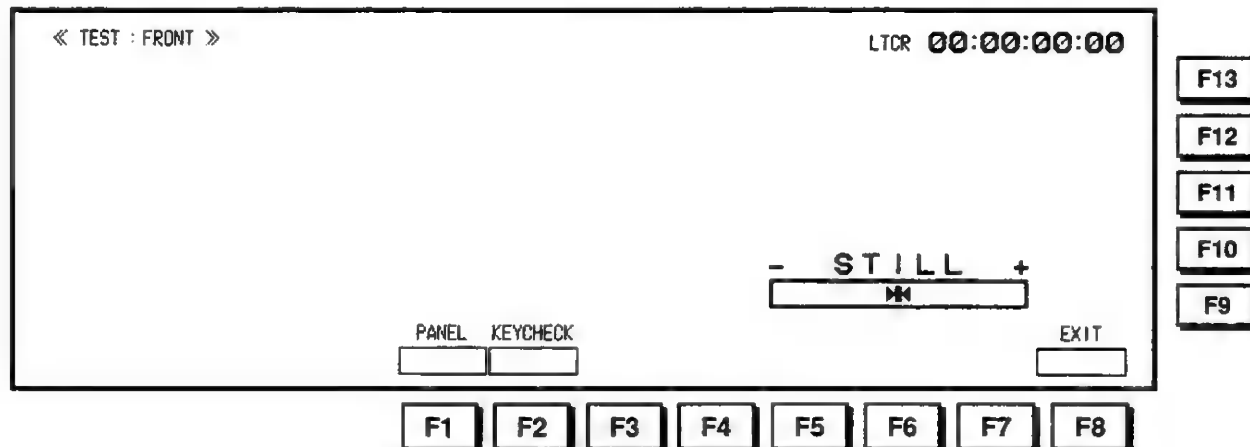 ≪ TEST : FRONT ≫
LTCR 00:00:00:00
F13
F12
F11
F10
F9
- STILL +
PANEL KEYCHECK EXIT
F1 F2 F3 F4 F5 F6 F7 F8